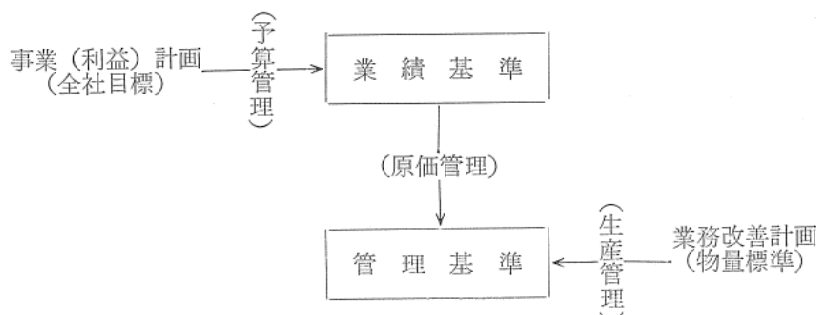 事業（利益）計画
（全社目標）
（予算管理）
業績基準
（原価管理）
管理基準
（生産管理）
業務改善計画
（物量標準）